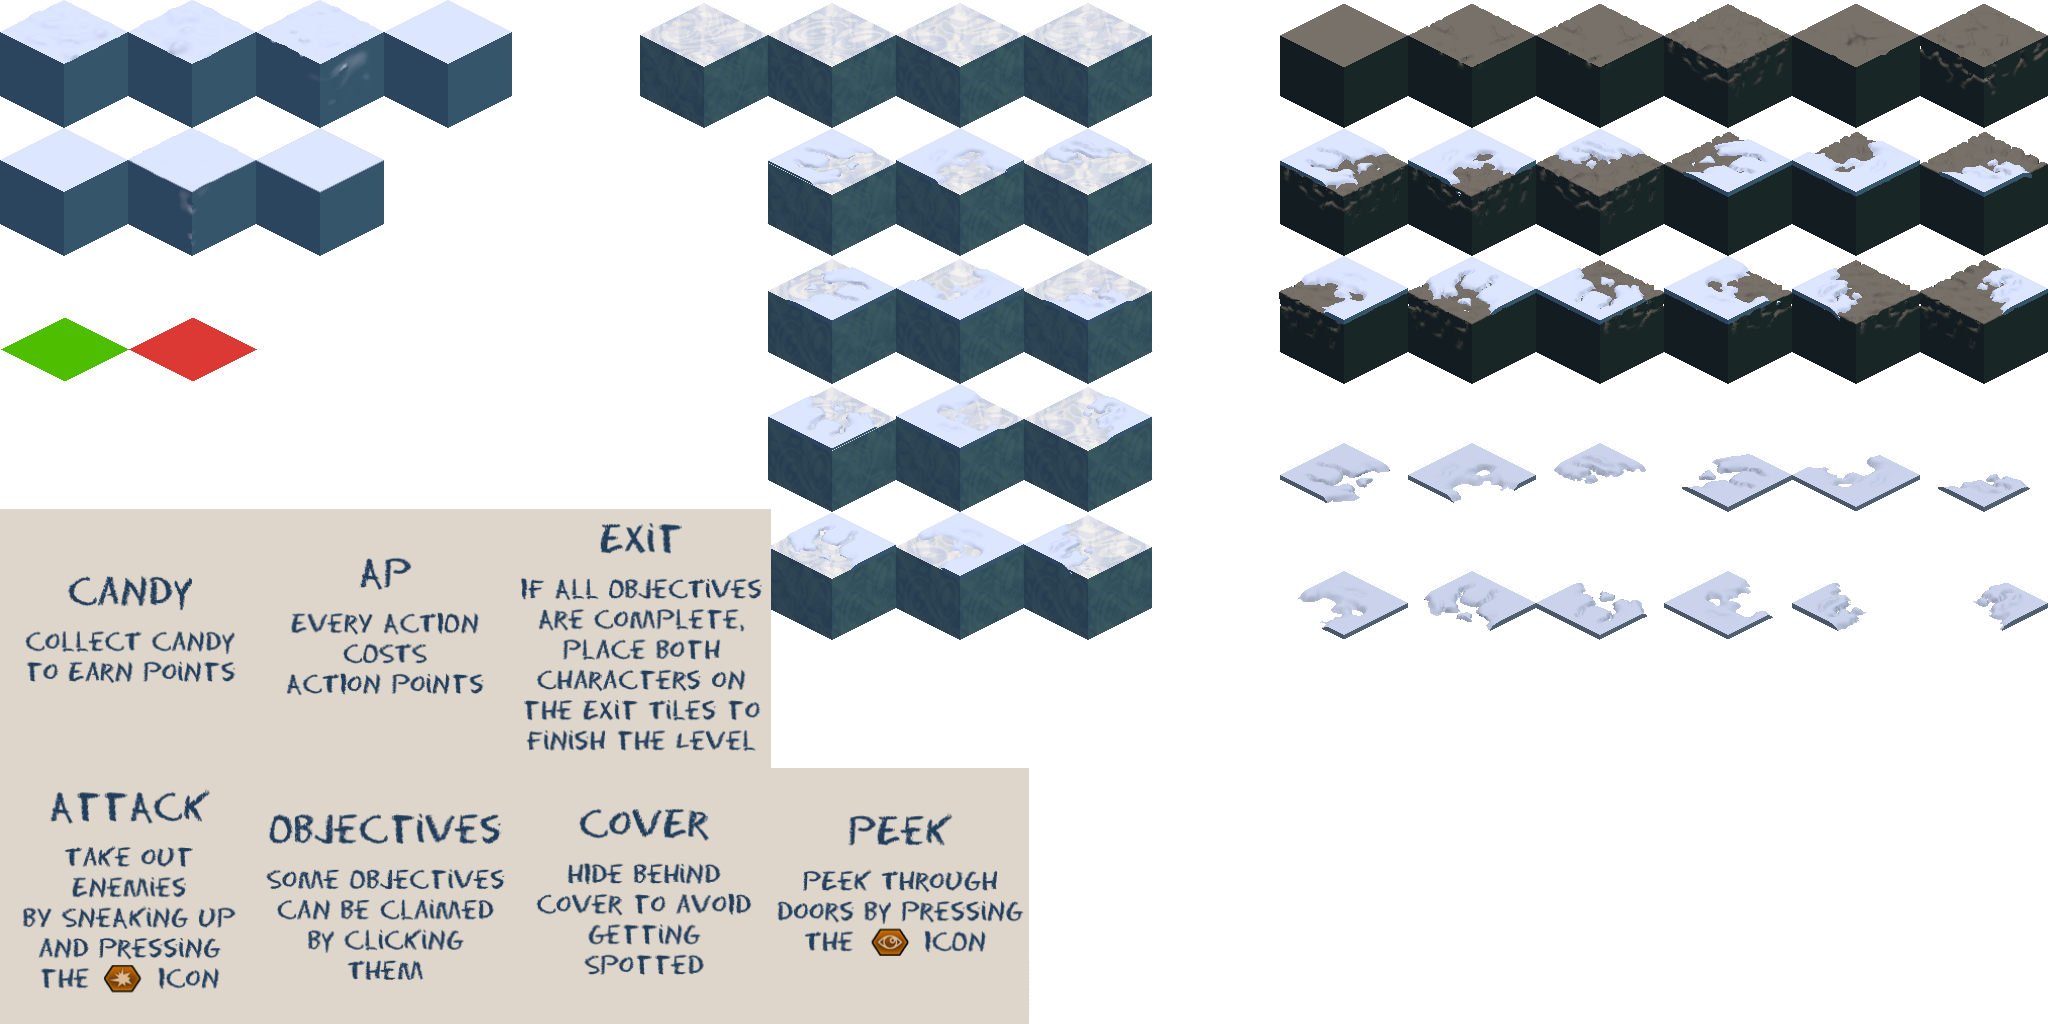 CANDY
COLLECT CANDY
TO EARN POINTS
AP
EVERY ACTION
COSTS
ACTION POINTS
EXIT
IF ALL OBJECTIVES
ARE COMPLETE,
PLACE BOTH
CHARACTERS ON
THE EXIT TILES TO
FINISH THE LEVEL
ATTACK
TAKE OUT
ENEMIES
BY SNEAKING UP
AND PRESSING
THE ICON
OBJECTIVES
SOME OBJECTIVES
CAN BE CLAIMED
BY CLICKING
THEM
COVER
HIDE BEHIND
COVER TO AVOID
GETTING
SPOTTED
PEEK
PEEK THROUGH
DOORS BY PRESSING
THE ICON